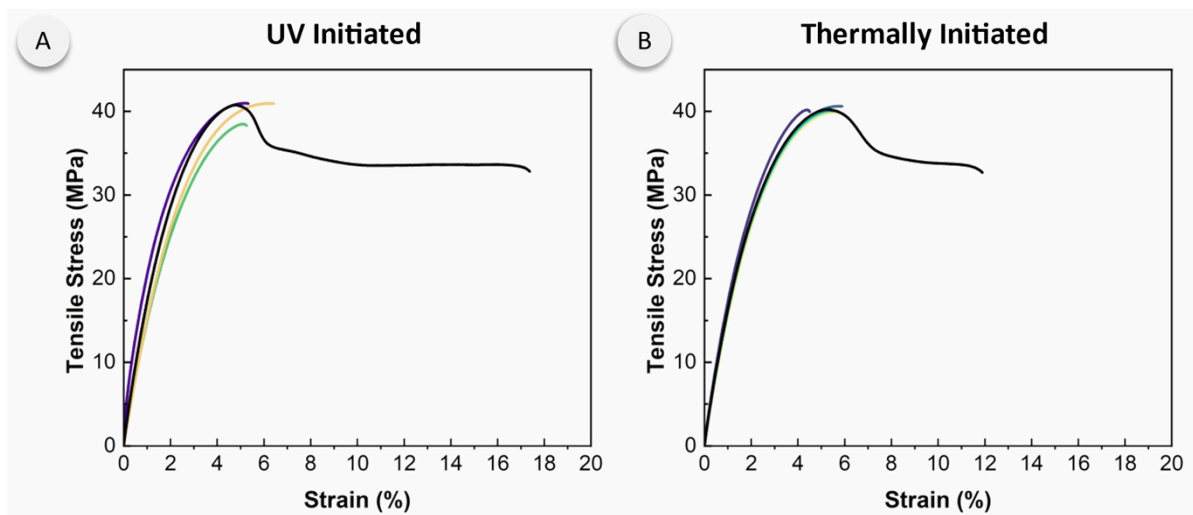 A
UV Initiated
B
Thermally Initiated
Tensile Stress (MPa)
40
30
20
10
0
0 2 4 6 8 10 12 14 16 18 20
Strain (%)
Tensile Stress (MPa)
40
30
20
10
0
0 2 4 6 8 10 12 14 16 18 20
Strain (%)